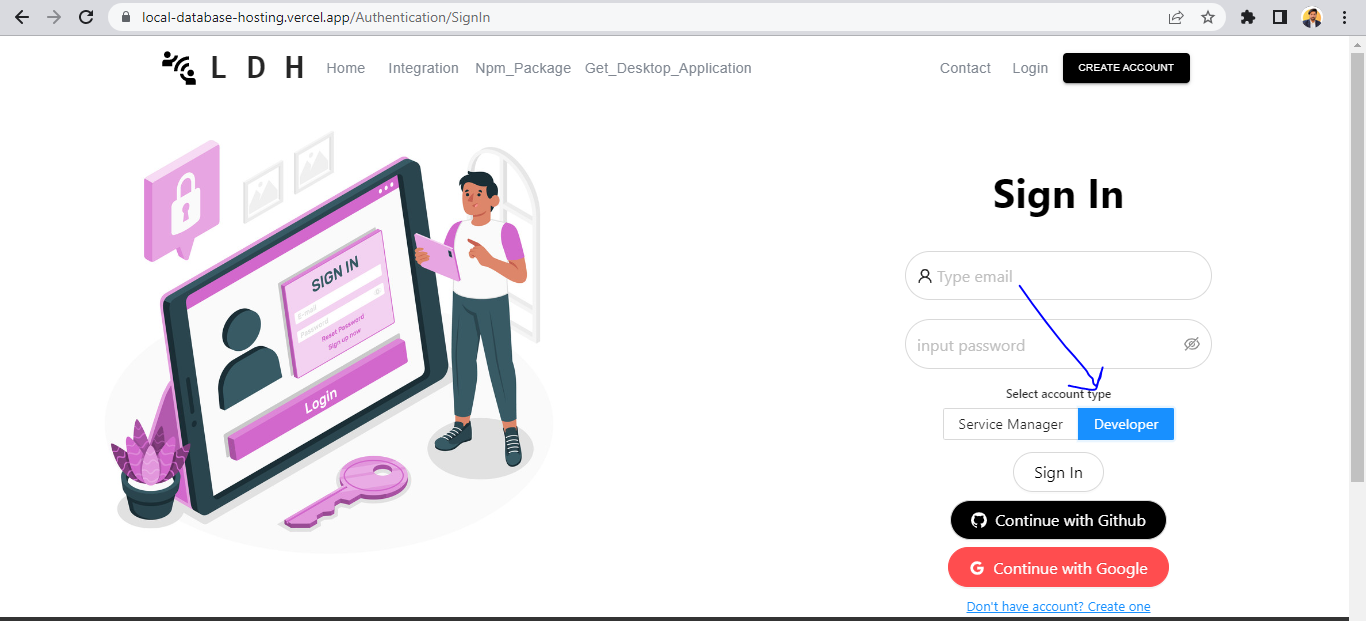 local-database-hosting.vercel.app/Authentication/SignIn
L D H Home Integration Npm_Package Get_Desktop_Application Contact Login CREATE ACCOUNT
SIGN IN
E-mail
Password
Reset Password
Sign up now
Login
Sign In
Type email
input password
Select account type
Service Manager Developer
Sign In
Continue with Github
Continue with Google
Don't have account? Create one